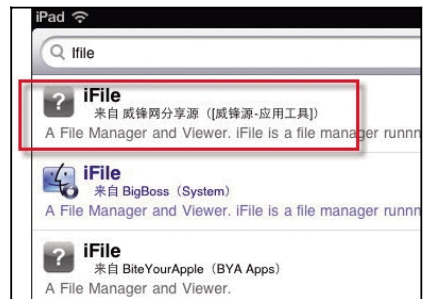 iPad
Ifile
iFile
来自 威锋网分享源（[威锋源-应用工具]）
A File Manager and Viewer. iFile is a file manager runnn
iFile
来自 BigBoss（System）
A File Manager and Viewer. iFile is a file manager runnn
iFile
来自 BiteYourApple（BYA Apps）
A File Manager and Viewer.